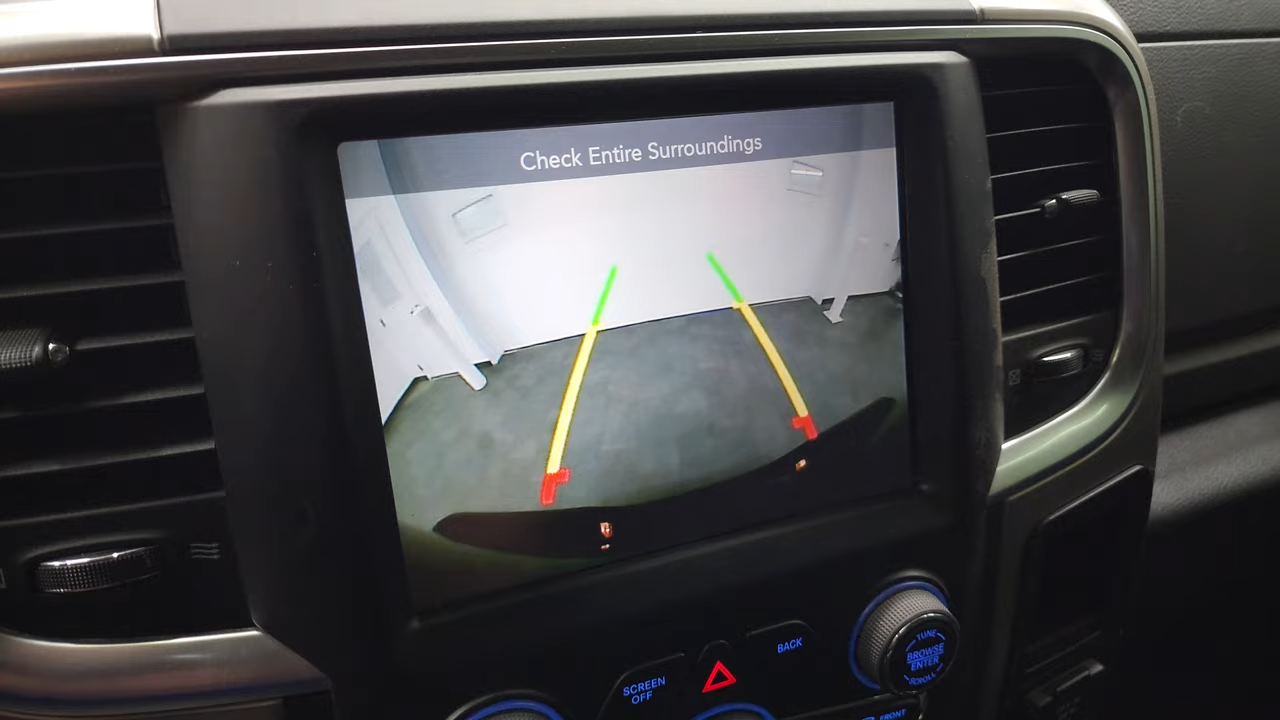 Check Entire Surroundings
BACK
SCREEN
OFF
TUNE
BROWSE
ENTER
SCROLL
FRONT